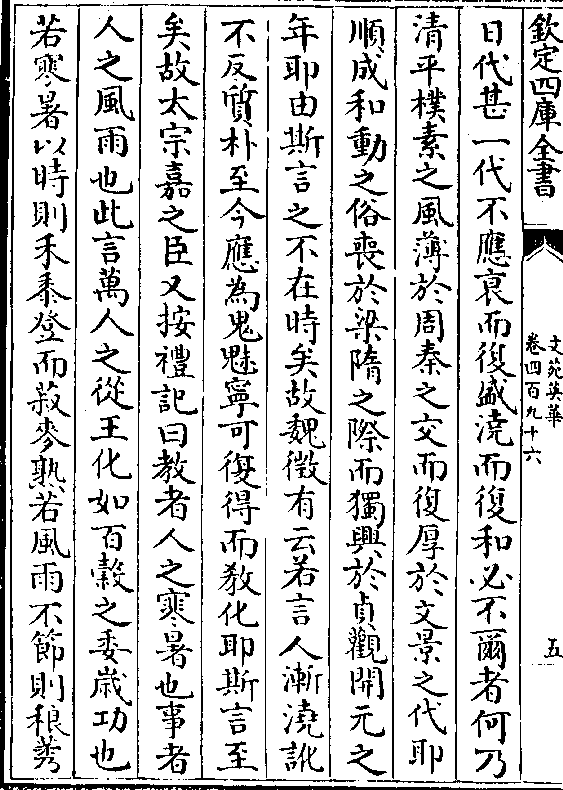 欽定四庫全書
文苑英華
卷四百九十六
五
日代甚一代不應衰而復盛澆而復和必不爾者何乃
清平樸素之風薄於周秦之交而復厚於文景之代耶
順成和動之俗喪於梁隋之際而獨興於貞觀開元之
年耶由斯言之不在時矣故魏徵有云若言人漸澆訛
不反質朴至今應為鬼魅寧可復得而教化耶斯言至
矣故太宗嘉之臣又按禮記曰教者人之寒暑也事者
人之風雨也此言萬人之從王化如百穀之委歲功也
若寒暑以時則禾黍登而菽麥熟若風雨不節則稂莠